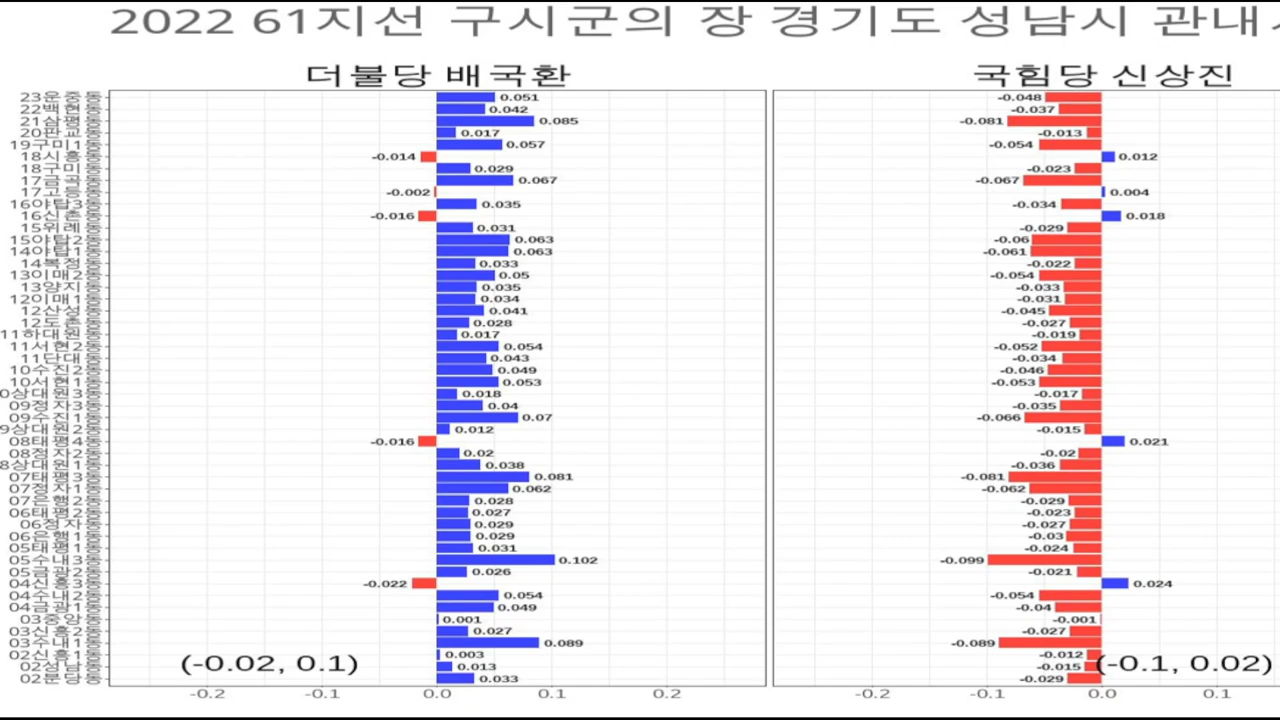 2022 61지선 구시군의 장 경기도 성남시 관내
더불당 배국환 국힘당 신상진
23운중동 0.051 -0.048
22백현동 0.042 -0.037
21삼평동 0.085 -0.081
20판교동 0.017 -0.013
19구미1동 0.057 -0.054
18시흥동 -0.014 0.012
18구미동 0.029 -0.023
17금곡동 0.067 -0.067
17고등동 -0.002 0.004
16야탑3동 0.035 -0.034
16신촌동 -0.016 0.018
15위례동 0.031 -0.029
15야탑2동 0.063 -0.06
14야탑1동 0.063 -0.061
14복정동 0.033 -0.022
13이매2동 0.05 -0.054
13양지동 0.035 -0.033
12이매1동 0.034 -0.031
12산성동 0.041 -0.045
12도촌동 0.028 -0.027
11하대원동 0.017 -0.019
11서현2동 0.054 -0.052
11단대동 0.043 -0.034
10수진2동 0.049 -0.046
10서현1동 0.053 -0.053
0상대원3동 0.018 -0.017
09정자3동 0.04 -0.035
09수진1동 0.07 -0.066
9상대원2동 0.012 -0.015
08태평4동 -0.016 0.021
08정자2동 0.02 -0.02
8상대원1동 0.038 -0.036
07태평3동 0.081 -0.081
07정자1동 0.062 -0.062
07은행2동 0.028 -0.029
06태평2동 0.027 -0.023
06정자동 0.029 -0.027
06은행1동 0.029 -0.03
05태평1동 0.031 -0.024
05수내3동 0.102 -0.099
05금광2동 0.026 -0.021
04신흥3동 -0.022 0.024
04수내2동 0.054 -0.054
04금광1동 0.049 -0.04
03중앙동 0.001 -0.001
03신흥2동 0.027 -0.027
03수내1동 0.089 -0.089
02신흥1동 0.003 -0.012
02성남동 0.013 -0.015
02분당동 0.033 -0.029
(-0.02, 0.1) (-0.1, 0.02)
-0.2 -0.1 0.0 0.1 0.2 -0.2 -0.1 0.0 0.1